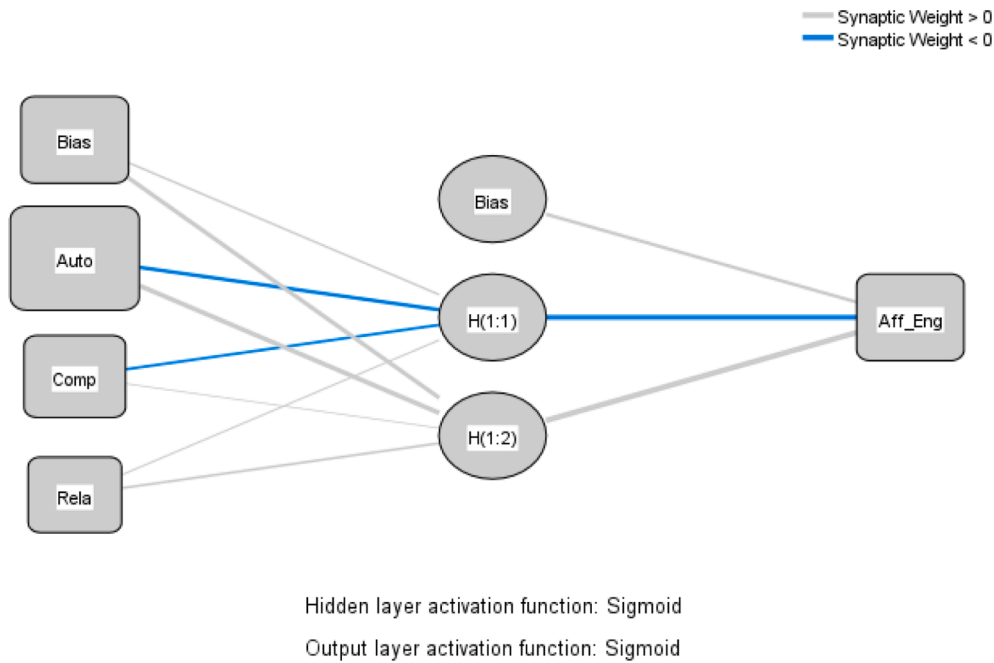 Synaptic Weight > 0
Synaptic Weight < 0
Bias
Auto
Comp
Rela
Bias
H(1:1)
H(1:2)
Aff_Eng
Hidden layer activation function: Sigmoid
Output layer activation function: Sigmoid